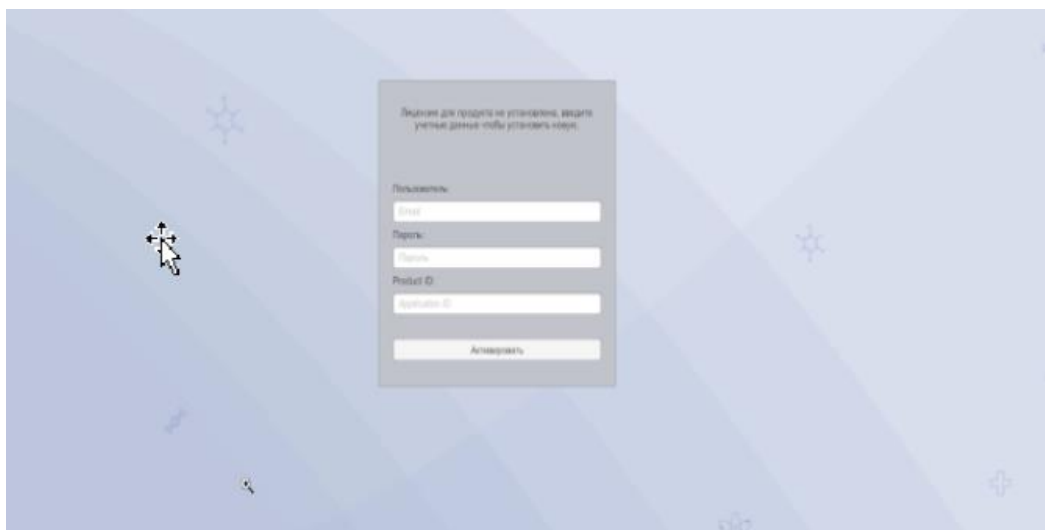 Лицензия для продукта не установлена, введите
учетные данные чтобы установить новую.
Пользователь:
Email
Пароль:
Пароль
Product ID:
Application ID
Активировать